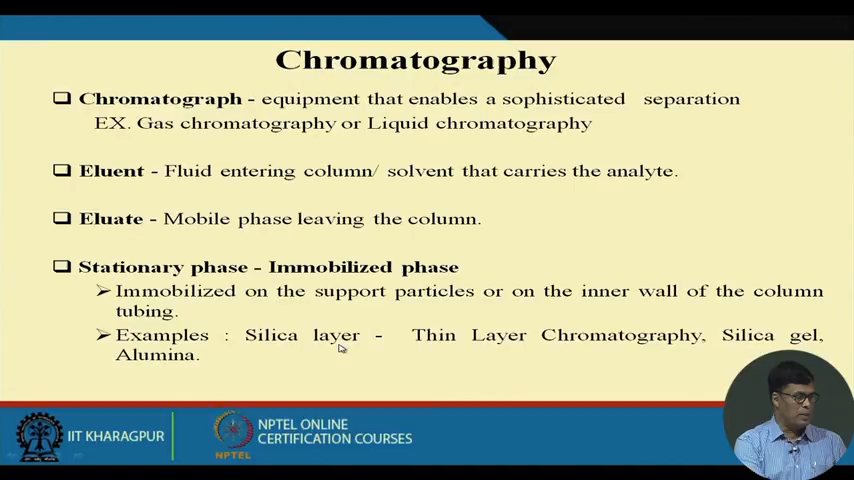 Chromatography
❑ Chromatograph - equipment that enables a sophisticated separation
EX. Gas chromatography or Liquid chromatography
❑ Eluent - Fluid entering column/ solvent that carries the analyte.
❑ Eluate - Mobile phase leaving the column.
❑ Stationary phase - Immobilized phase
➢ Immobilized on the support particles or on the inner wall of the column
tubing.
➢ Examples : Silica layer - Thin Layer Chromatography, Silica gel,
Alumina.
IIT KHARAGPUR
NPTEL
NPTEL ONLINE
CERTIFICATION COURSES